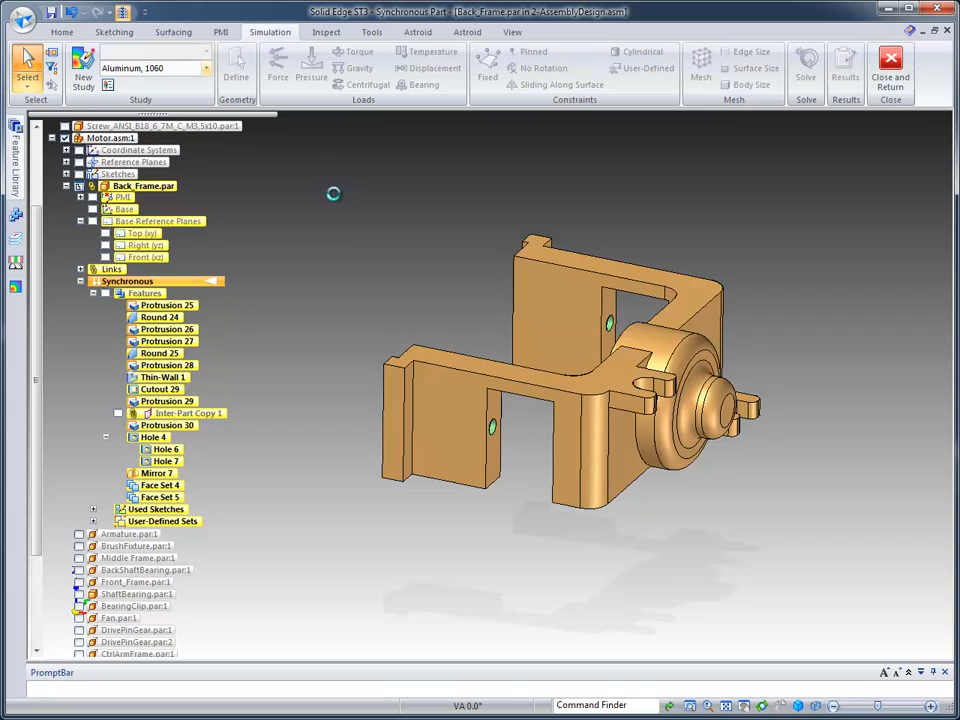 Solid Edge ST3 - Synchronous Part - [Back_Frame.par in 2-AssemblyDesign.asm]
Home Sketching Surfacing PMI Simulation Inspect Tools Astroid Astroid View
Select
Select
New Study
Aluminum, 1060
Study
Define
Geometry
Force
Pressure
Torque
Gravity
Centrifugal
Temperature
Displacement
Bearing
Loads
Fixed
Pinned
No Rotation
Sliding Along Surface
Cylindrical
User-Defined
Constraints
Mesh
Edge Size
Surface Size
Body Size
Mesh
Solve
Solve
Results
Results
Close and Return
Close
Feature Library
Screw_ANSI_B18_6_7M_C_M3,5x10.par:1
Motor.asm:1
Coordinate Systems
Reference Planes
Sketches
Back_Frame.par
PMI
Base
Base Reference Planes
Top (xy)
Right (yz)
Front (xz)
Links
Synchronous
Features
Protrusion 25
Round 24
Protrusion 26
Protrusion 27
Round 25
Protrusion 28
Thin-Wall 1
Cutout 29
Protrusion 29
Inter-Part Copy 1
Protrusion 30
Hole 4
Hole 6
Hole 7
Mirror 7
Face Set 4
Face Set 5
Used Sketches
User-Defined Sets
Armature.par:1
BrushFixture.par:1
Middle Frame.par:1
BackShaftBearing.par:1
Front_Frame.par:1
ShaftBearing.par:1
BearingClip.par:1
Fan.par:1
DrivePinGear.par:1
DrivePinGear.par:2
CtrlArmFrame.par:1
PromptBar
VA 0.0°
Command Finder